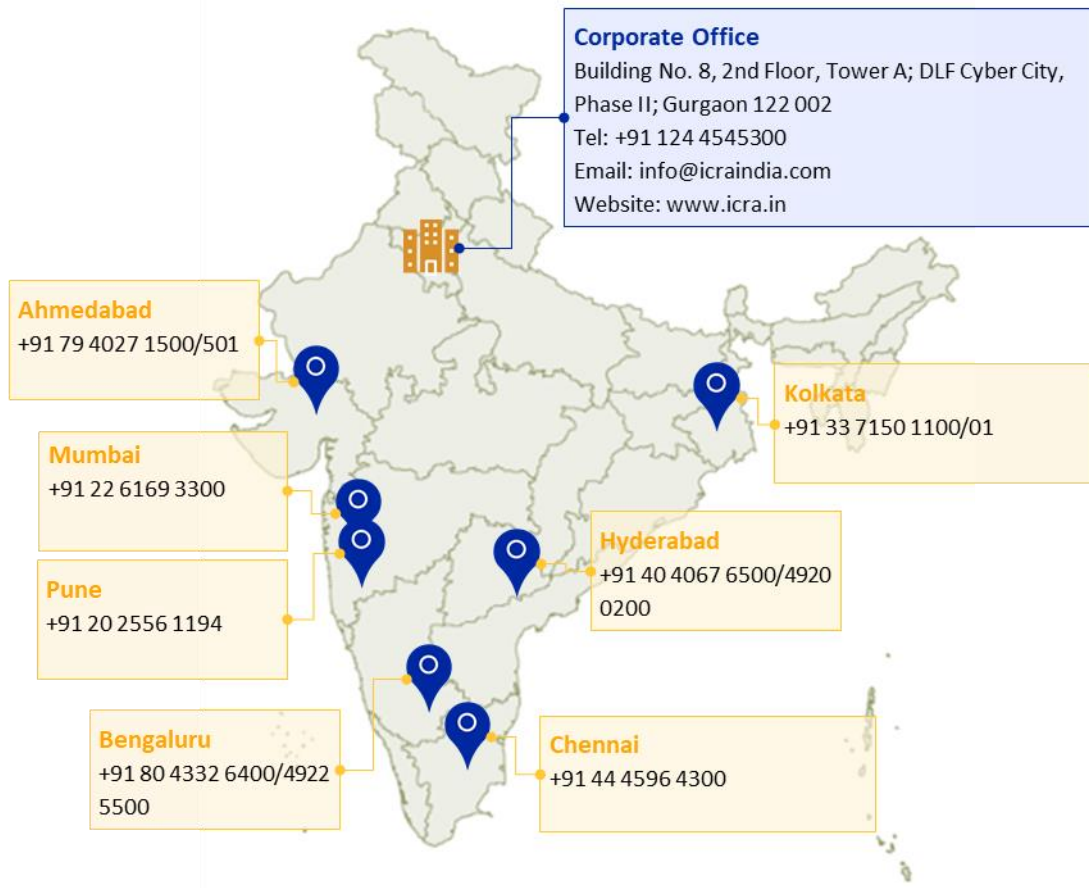 Corporate Office
Building No. 8, 2nd Floor, Tower A; DLF Cyber City,
Phase II; Gurgaon 122 002
Tel: +91 124 4545300
Email: info@icraindia.com
Website: www.icra.in
Ahmedabad
+91 79 4027 1500/501
Kolkata
+91 33 7150 1100/01
Mumbai
+91 22 6169 3300
Hyderabad
+91 40 4067 6500/4920
0200
Pune
+91 20 2556 1194
Bengaluru
+91 80 4332 6400/4922
5500
Chennai
+91 44 4596 4300